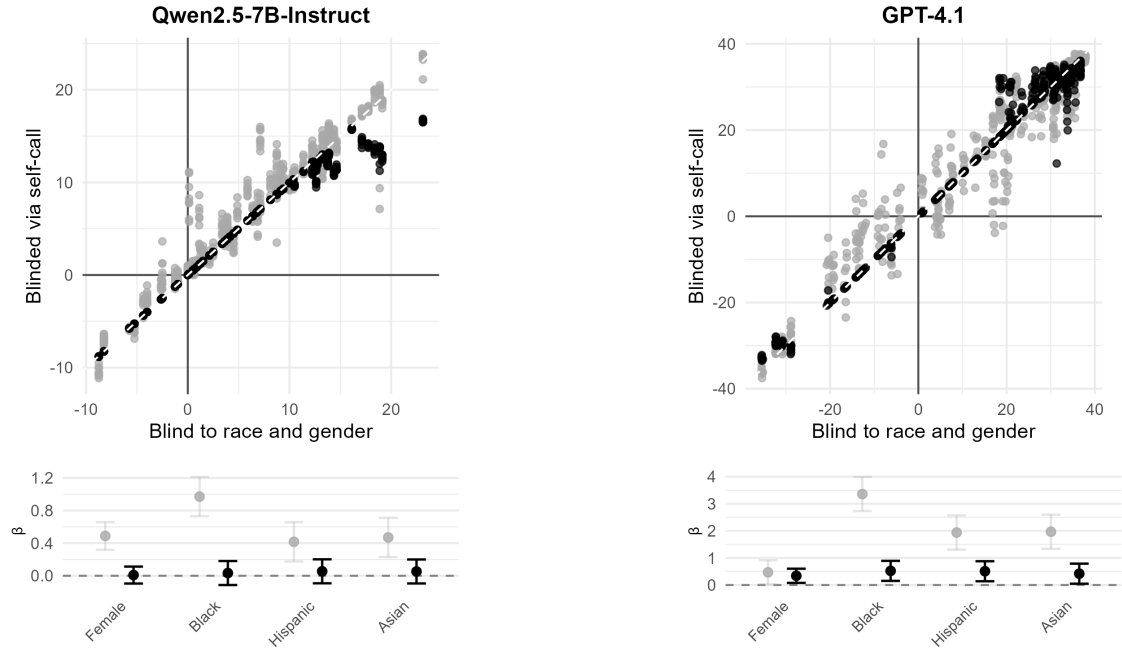 Qwen2.5-7B-Instruct
Blinded via self-call
20
10
0
-10
-10 0 10 20
Blind to race and gender
β
1.2
0.8
0.4
0.0
Female Black Hispanic Asian
GPT-4.1
Blinded via self-call
40
20
0
-20
-40
-20 0 20 40
Blind to race and gender
β
4
3
2
1
0
Female Black Hispanic Asian